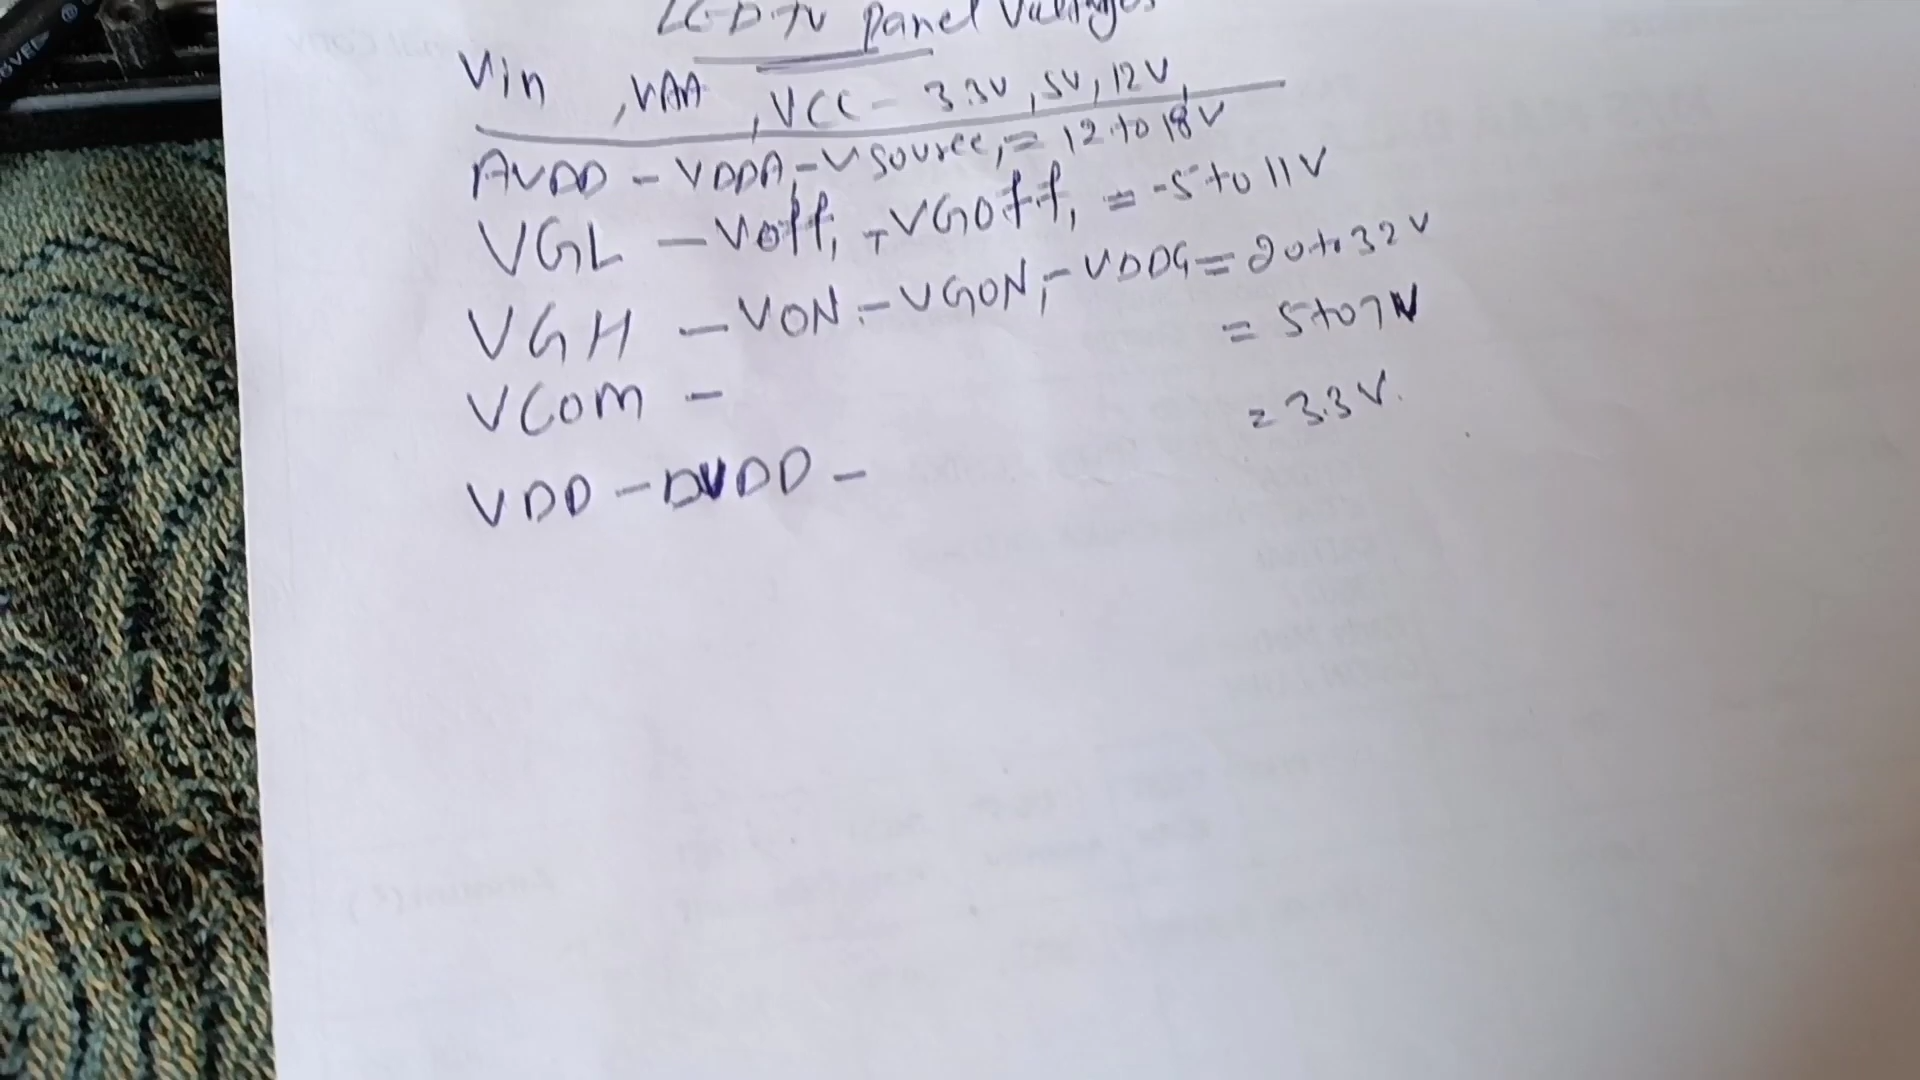 LCD TV panel Voltages
Vin , VAA , VCC - 3.3V , 5V, 12V,
AVDD - VDDA, - V source, = 12 to 18V
VGL - Voff, - VGOff, = -5 to 11V
VGH - VON, - VGON, - VDDG = 20 to 32V
VCOM - = 5 to 7V
VDD - DVDD - = 3.3V.